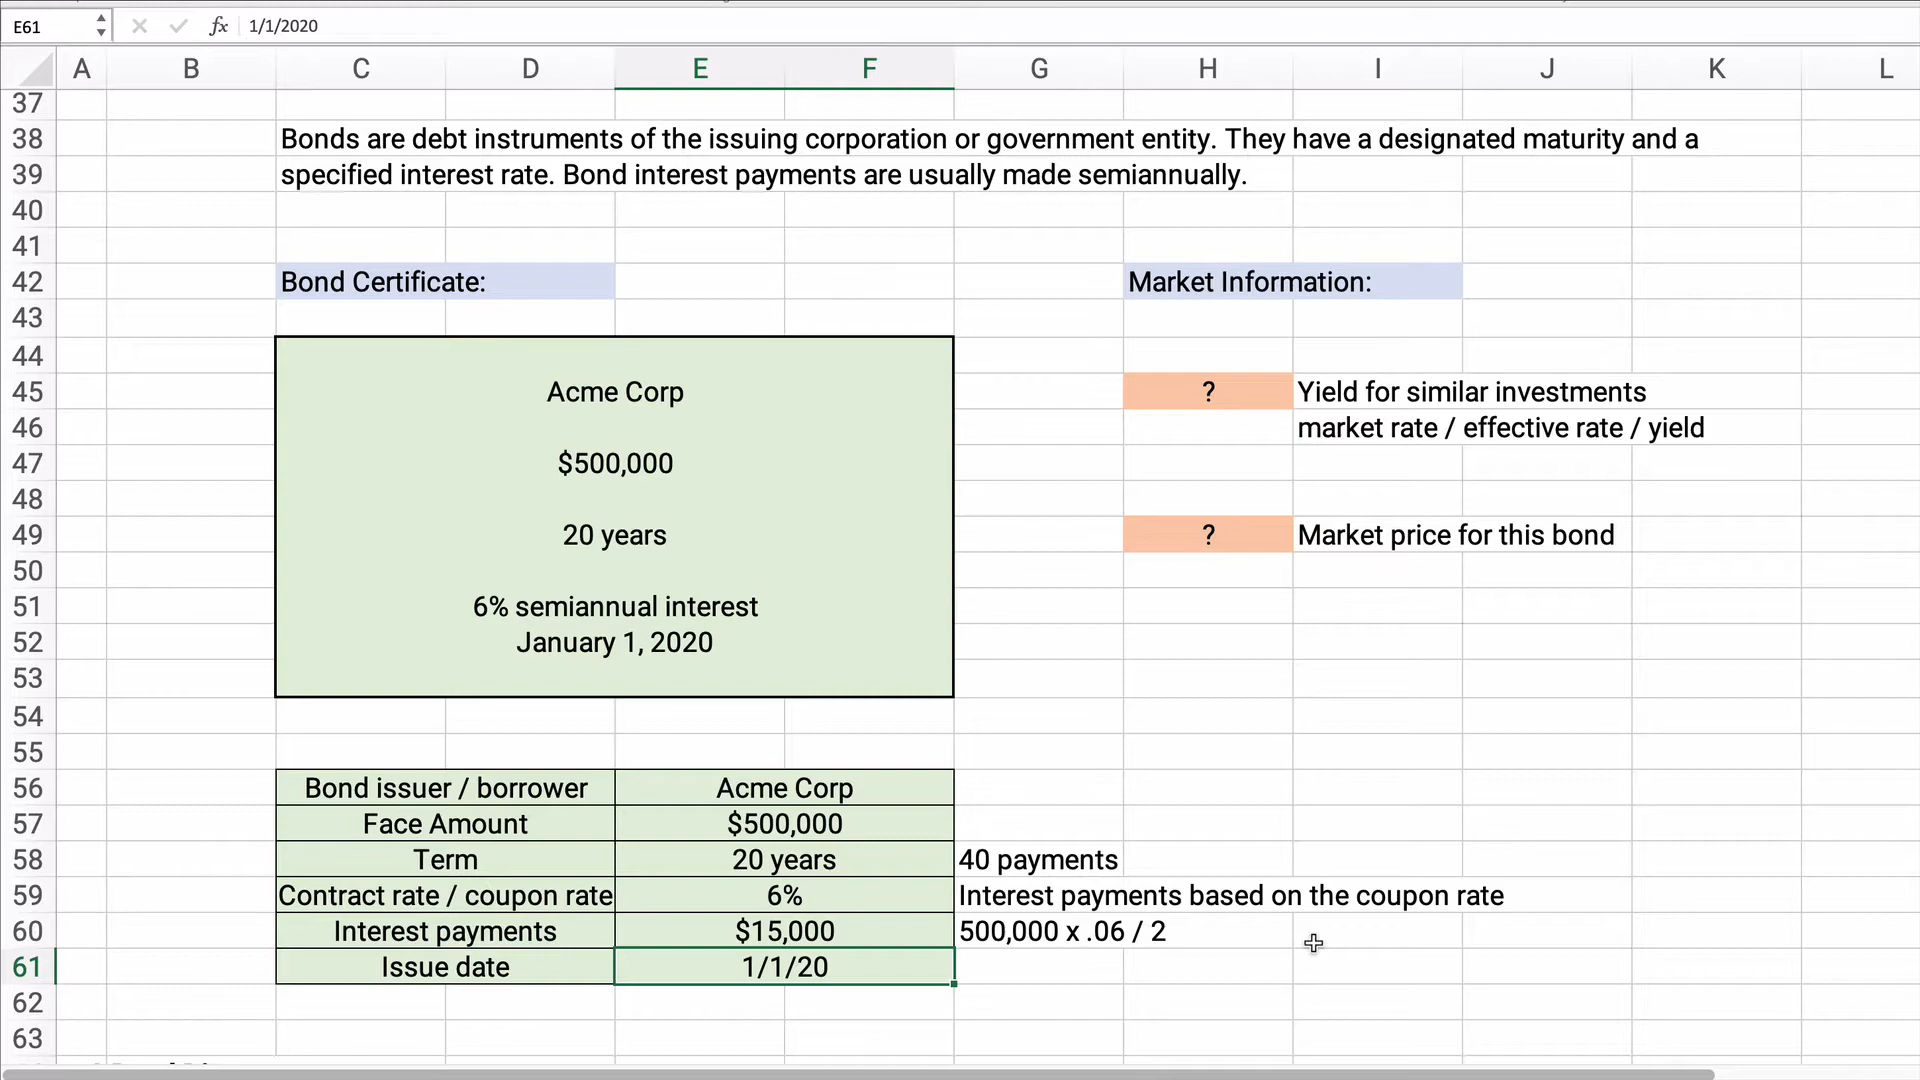 E61 fx 1/1/2020
A B C D E F G H I J K L
37
38 Bonds are debt instruments of the issuing corporation or government entity. They have a designated maturity and a
39 specified interest rate. Bond interest payments are usually made semiannually.
40
41
42 Bond Certificate: Market Information:
43
44
45 Acme Corp ? Yield for similar investments
46 market rate / effective rate / yield
47 $500,000
48
49 20 years ? Market price for this bond
50
51 6% semiannual interest
52 January 1, 2020
53
54
55
56 Bond issuer / borrower Acme Corp
57 Face Amount $500,000
58 Term 20 years 40 payments
59 Contract rate / coupon rate 6% Interest payments based on the coupon rate
60 Interest payments $15,000 500,000 x .06 / 2
61 Issue date 1/1/20
62
63